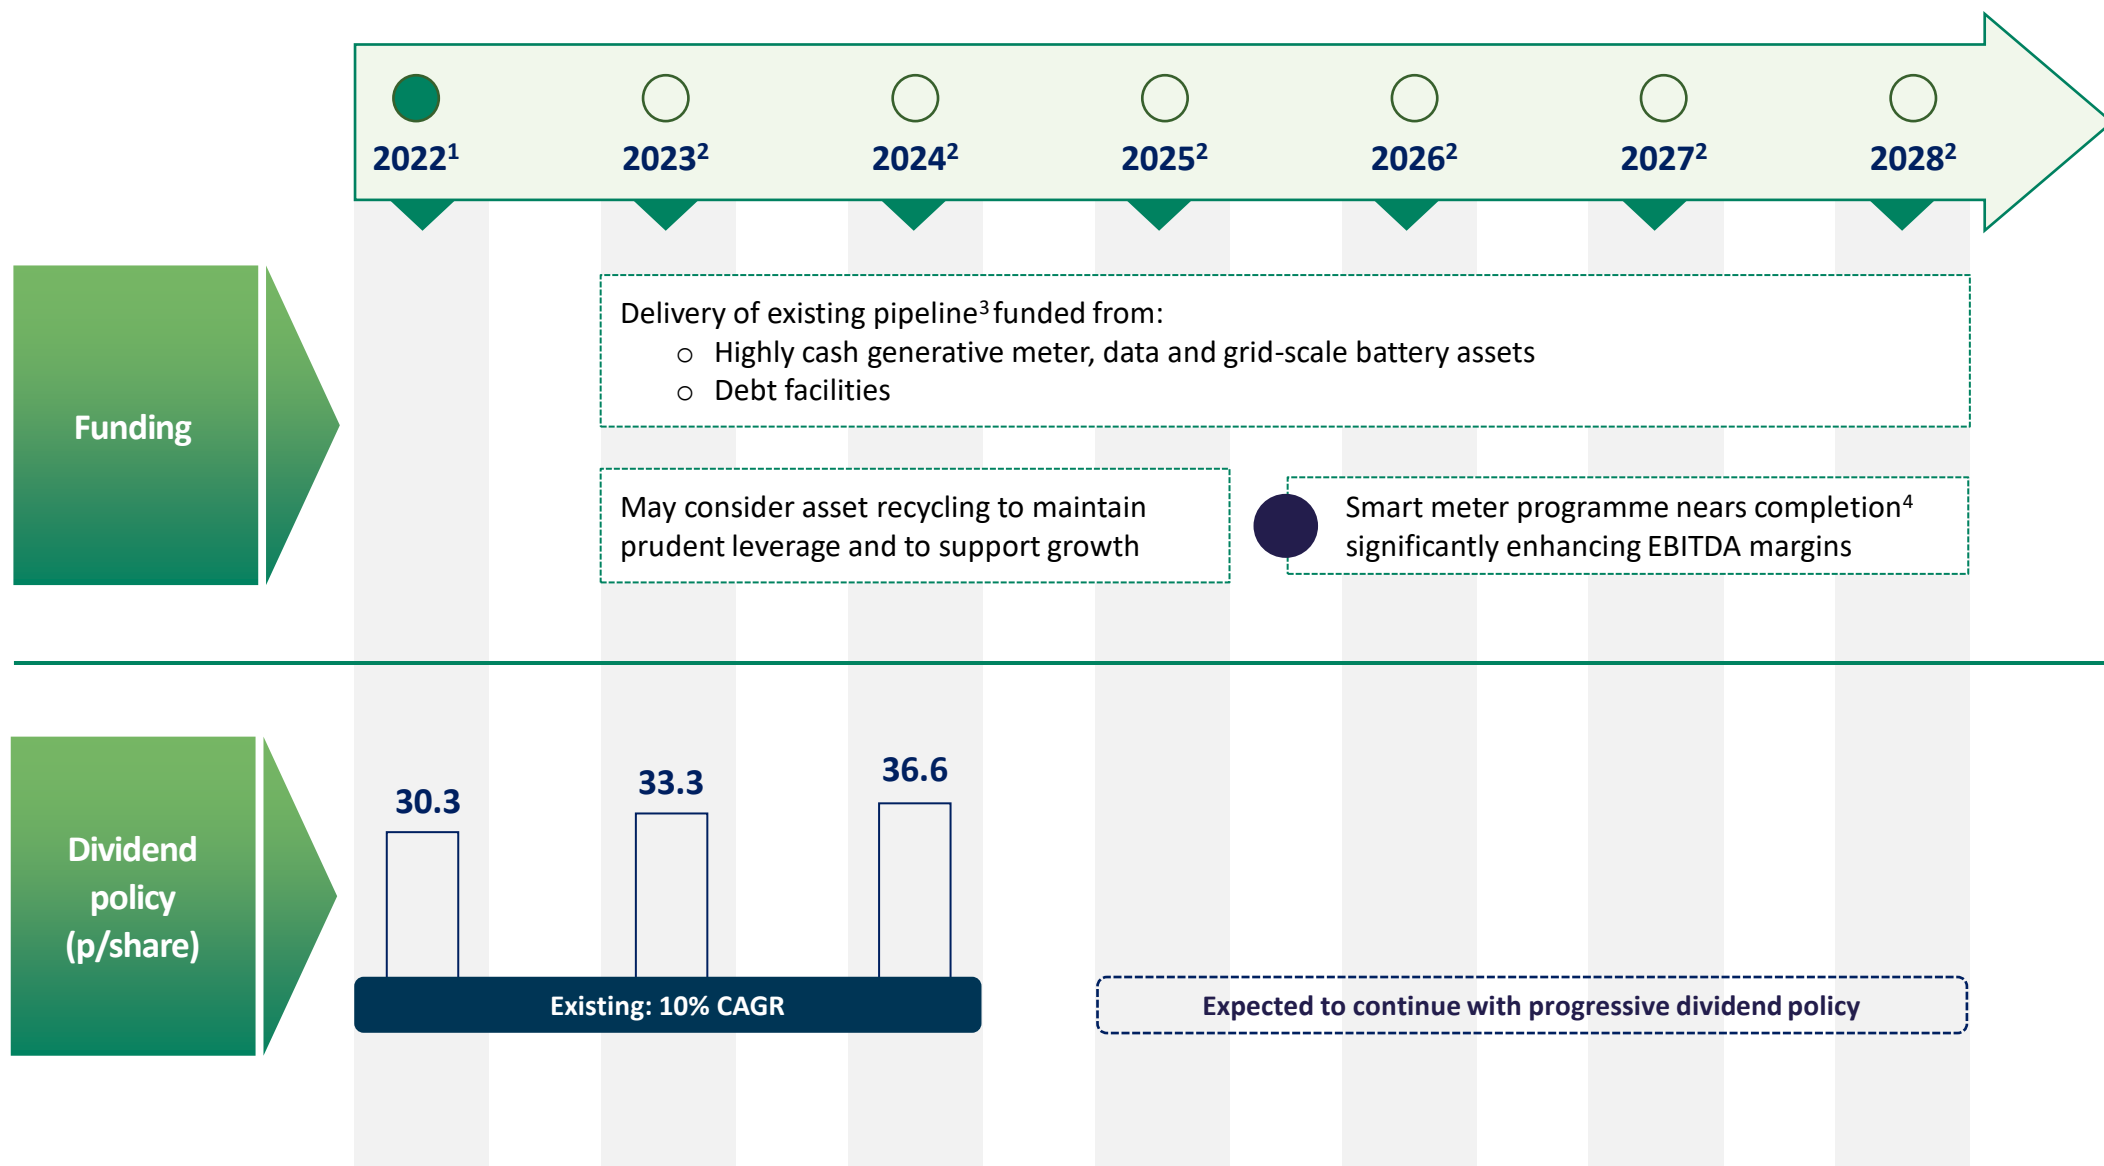 2022¹ 2023² 2024² 2025² 2026² 2027² 2028²
Funding
Delivery of existing pipeline³ funded from:
o Highly cash generative meter, data and grid-scale battery assets
o Debt facilities
May consider asset recycling to maintain
prudent leverage and to support growth
Smart meter programme nears completion⁴
significantly enhancing EBITDA margins
Dividend
policy
(p/share)
30.3
33.3
36.6
Existing: 10% CAGR
Expected to continue with progressive dividend policy